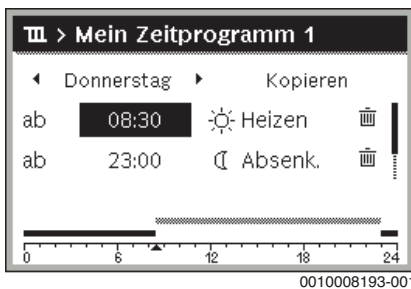 > Mein Zeitprogramm 1
Donnerstag Kopieren
ab 08:30 Heizen
ab 23:00 Absenk.
0 6 12 18 24
0010008193-001